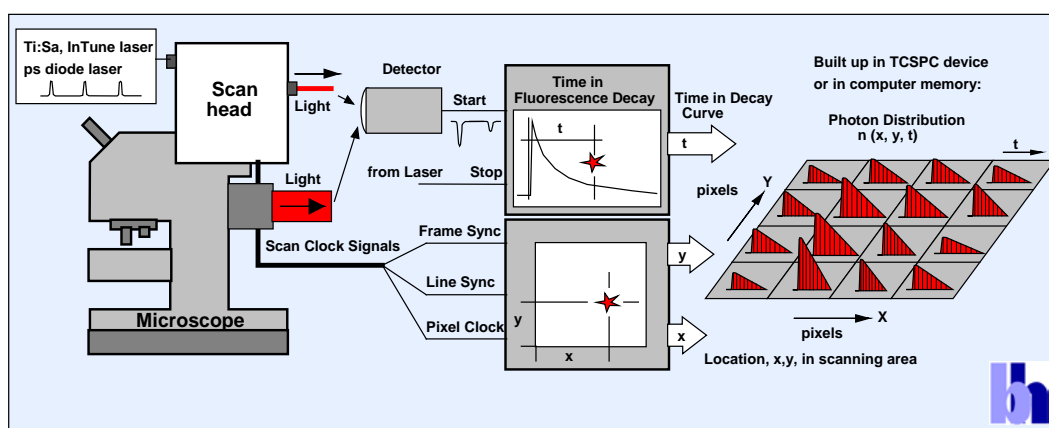 Ti:Sa, InTune laser
ps diode laser
Scan
head
Light
Light
Microscope
Detector
Start
from Laser
Stop
Scan Clock Signals
Frame Sync
Line Sync
Pixel Clock
Time in
Fluorescence Decay
t
Time in Decay
Curve
t
y
x
y
x
Built up in TCSPC device
or in computer memory:
Photon Distribution
n (x, y, t)
t
Y
pixels
X
pixels
Location, x,y, in scanning area
bh